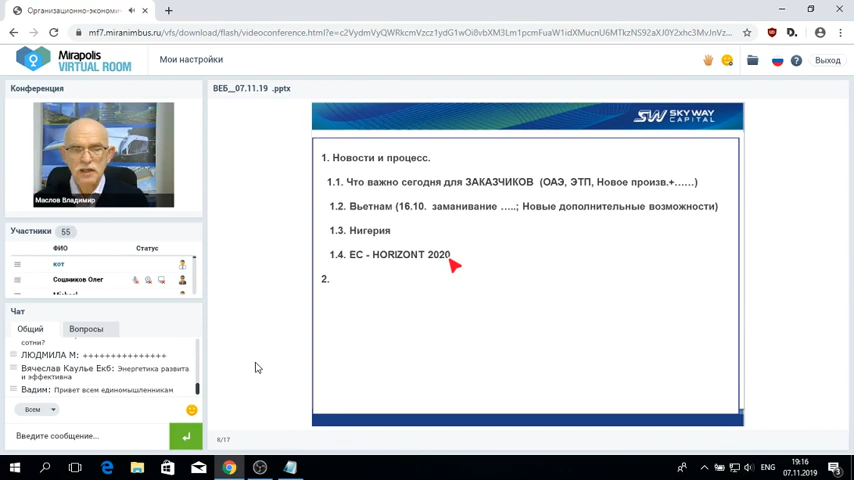 Организационно-экономи
mf7.miranimbus.ru/vfs/download/flash/videoconference.html?e=c2VydmVyQWRkcmVzcz1ydG1wOi8vbXM3Lm1pcmFuaW1idXMucnU6MTkzNS92aXJ0Y2xhc3MvJnVz...
Mirapolis
VIRTUAL ROOM
Мои настройки
Выход
Конференция
ВЕБ__07.11.19 .pptx
SKY WAY
CAPITAL
Маслов Владимир
1. Новости и процесс.
1.1. Что важно сегодня для ЗАКАЗЧИКОВ (ОАЭ, ЭТП, Новое произв.+……)
1.2. Вьетнам (16.10. заманивание …..; Новые дополнительные возможности)
1.3. Нигерия
1.4. ЕС - HORIZONT 2020
2.
Участники 55
ФИО Статус
кот
Сошников Олег
Michael
Чат
Общий Вопросы
сотни?
ЛЮДМИЛА М: +++++++++++++++
Вячеслав Каулье Екб: Энергетика развита
и эффективна
Вадим: Привет всем единомышленникам
Всем
Введите сообщение...
8/17
ENG
19:16
07.11.2019
3